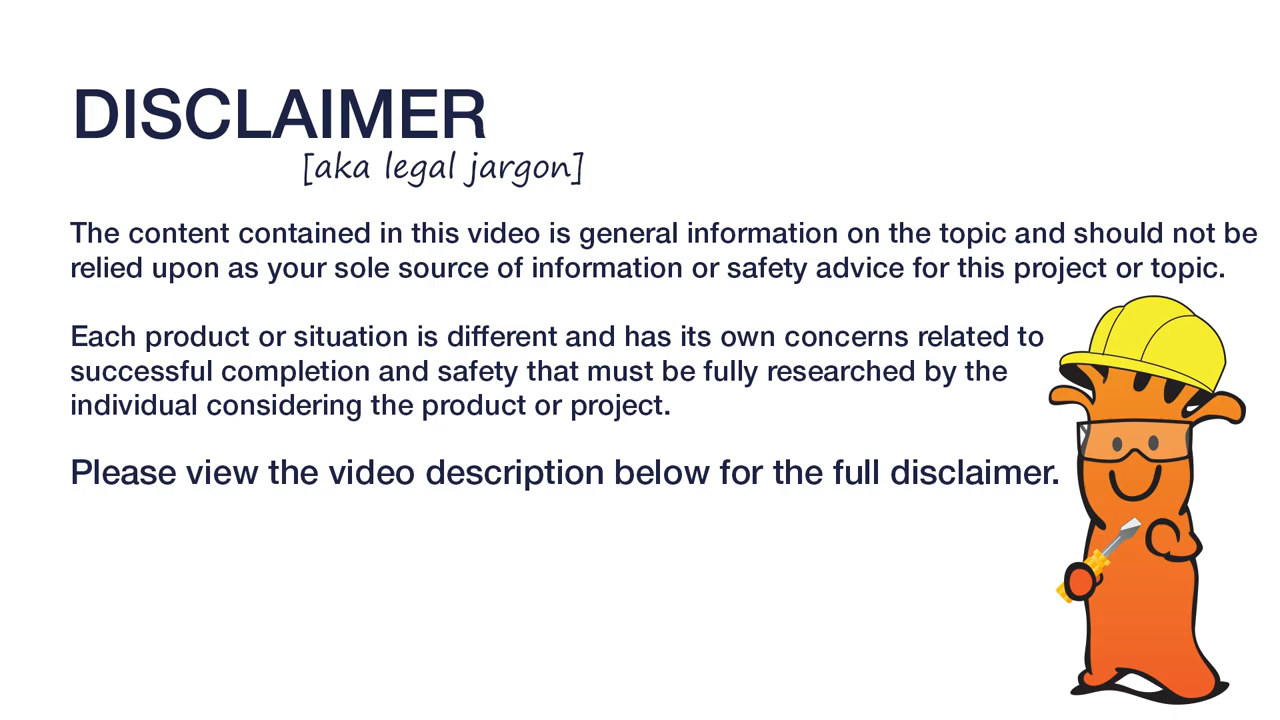 DISCLAIMER
[aka legal jargon]
The content contained in this video is general information on the topic and should not be
relied upon as your sole source of information or safety advice for this project or topic.
Each product or situation is different and has its own concerns related to
successful completion and safety that must be fully researched by the
individual considering the product or project.
Please view the video description below for the full disclaimer.